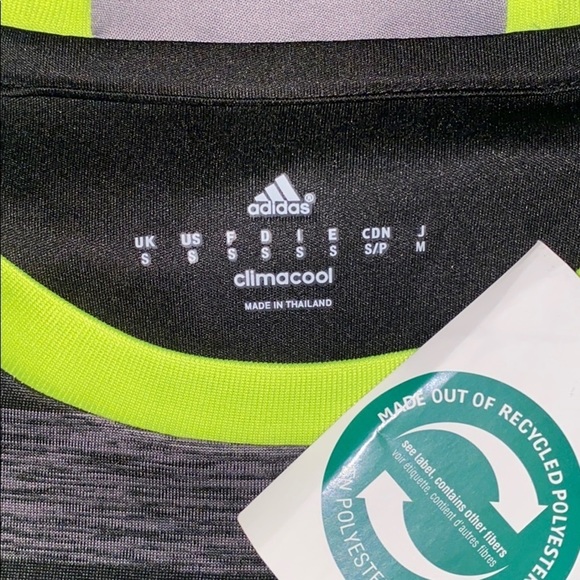 adidas®
UK US F D I E CDN J
S S S S S S S/P M
climacool
MADE IN THAILAND
MADE OUT OF RECYCLED POLYESTER
see label, contains other fibers
voir étiquette, contient d'autres fibres
POLYESTE